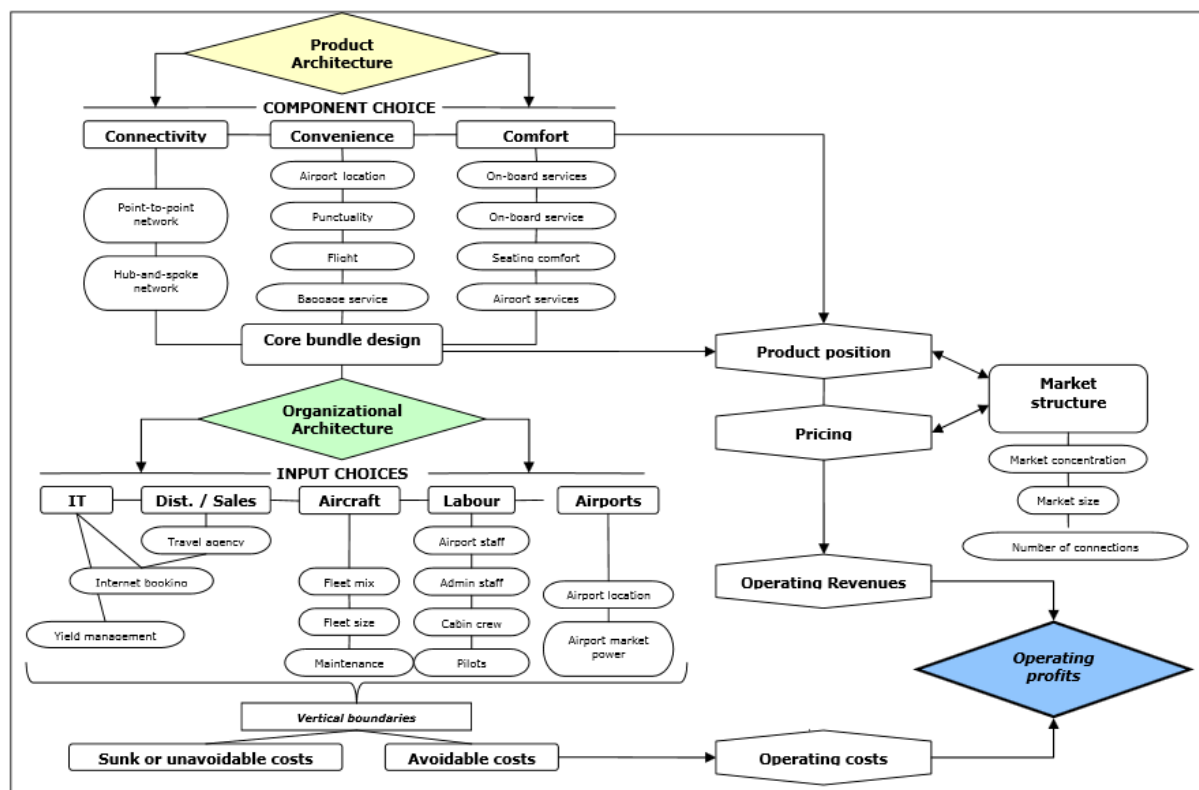 Product
Architecture
COMPONENT CHOICE
Connectivity
Convenience
Comfort
Airport location
On-board services
Point-to-point
network
Punctuality
On-board service
Hub-and-spoke
network
Flight
Seating comfort
Baggage service
Airport services
Core bundle design
Product position
Market
structure
Organizational
Architecture
Pricing
Market concentration
INPUT CHOICES
IT
Dist. / Sales
Aircraft
Labour
Airports
Market size
Travel agency
Airport staff
Number of connections
Internet booking
Fleet mix
Admin staff
Operating Revenues
Airport location
Fleet size
Cabin crew
Yield management
Airport market
power
Maintenance
Pilots
Operating
profits
Vertical boundaries
Sunk or unavoidable costs
Avoidable costs
Operating costs